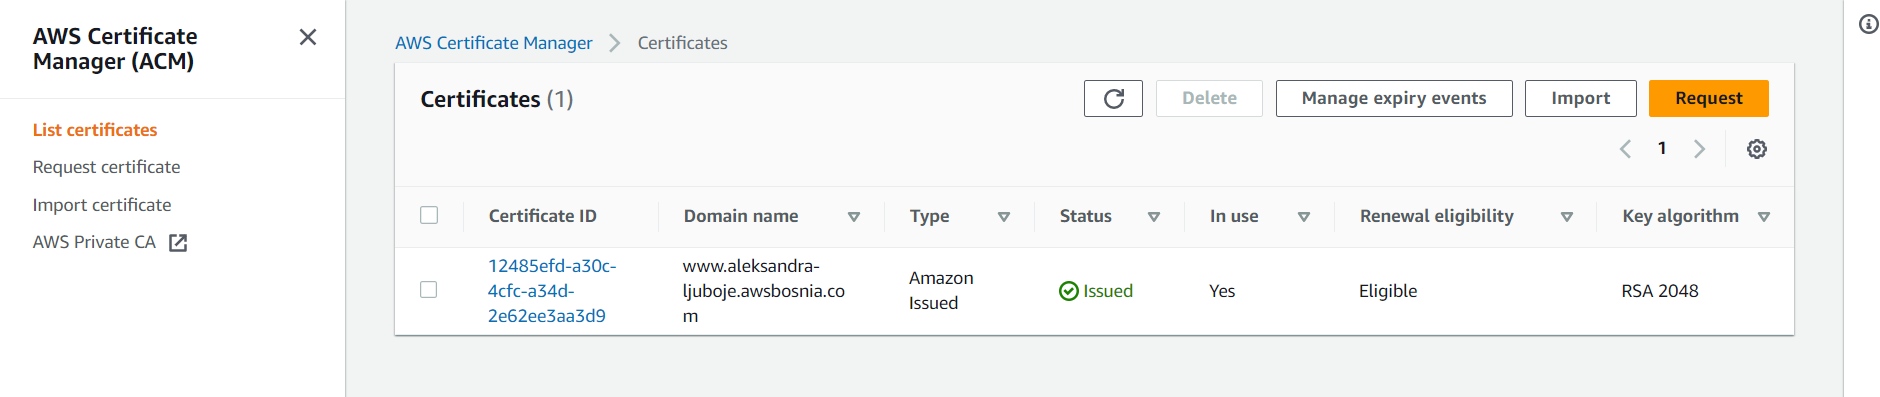 AWS Certificate
Manager (ACM)
List certificates
Request certificate
Import certificate
AWS Private CA
AWS Certificate Manager > Certificates
Certificates (1)
Delete
Manage expiry events
Import
Request
1
Certificate ID Domain name Type Status In use Renewal eligibility Key algorithm
12485efd-a30c-
4cfc-a34d-
2e62ee3aa3d9
www.aleksandra-
ljuboje.awsbosnia.co
m
Amazon
Issued
Issued
Yes
Eligible
RSA 2048